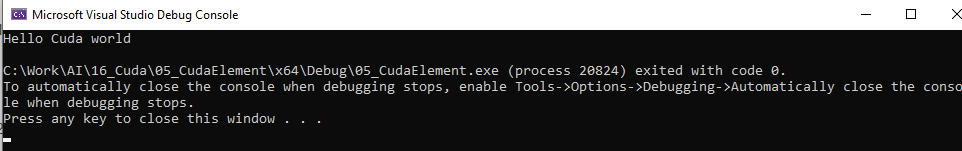 Microsoft Visual Studio Debug Console
Hello Cuda world
C:\Work\AI\16_Cuda\05_CudaElement\x64\Debug\05_CudaElement.exe (process 20824) exited with code 0.
To automatically close the console when debugging stops, enable Tools->Options->Debugging->Automatically close the conso
le when debugging stops.
Press any key to close this window . . .